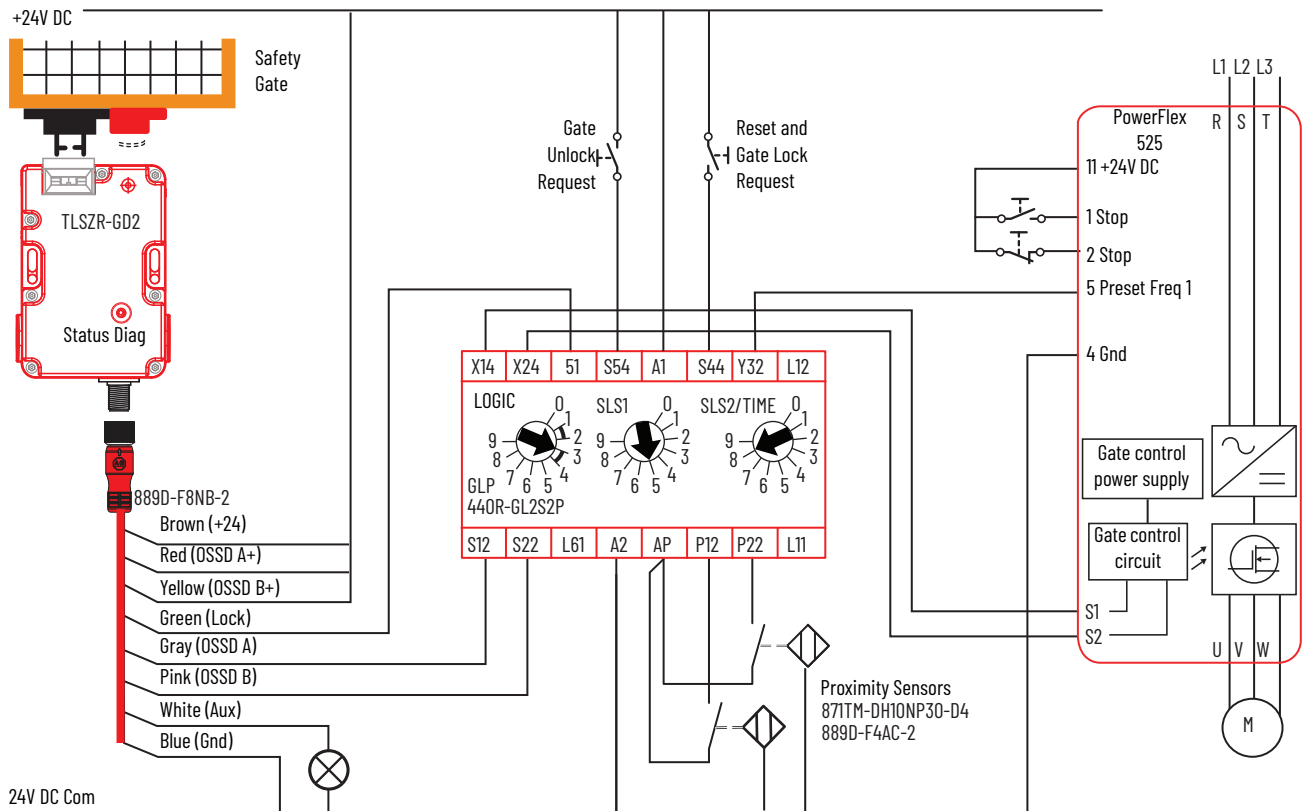 +24V DC
Safety
Gate
TLSZR-GD2
Status Diag
AB
889D-F8NB-2
Brown (+24)
Red (OSSD A+)
Yellow (OSSD B+)
Green (Lock)
Gray (OSSD A)
Pink (OSSD B)
White (Aux)
Blue (Gnd)
24V DC Com
Gate
Unlock
Request
Reset and
Gate Lock
Request
X14 X24 51 S54 A1 S44 Y32 L12
LOGIC
0 1 2 3 4 5 6 7 8 9
SLS1
0 1 2 3 4 5 6 7 8 9
SLS2/TIME
0 1 2 3 4 5 6 7 8 9
GLP
440R-GL2S2P
S12 S22 L61 A2 AP P12 P22 L11
Proximity Sensors
871TM-DH10NP30-D4
889D-F4AC-2
L1 L2 L3
R S T
PowerFlex
525
11 +24V DC
1 Stop
2 Stop
5 Preset Freq 1
4 Gnd
Gate control
power supply
Gate control
circuit
S1
S2
U V W
M